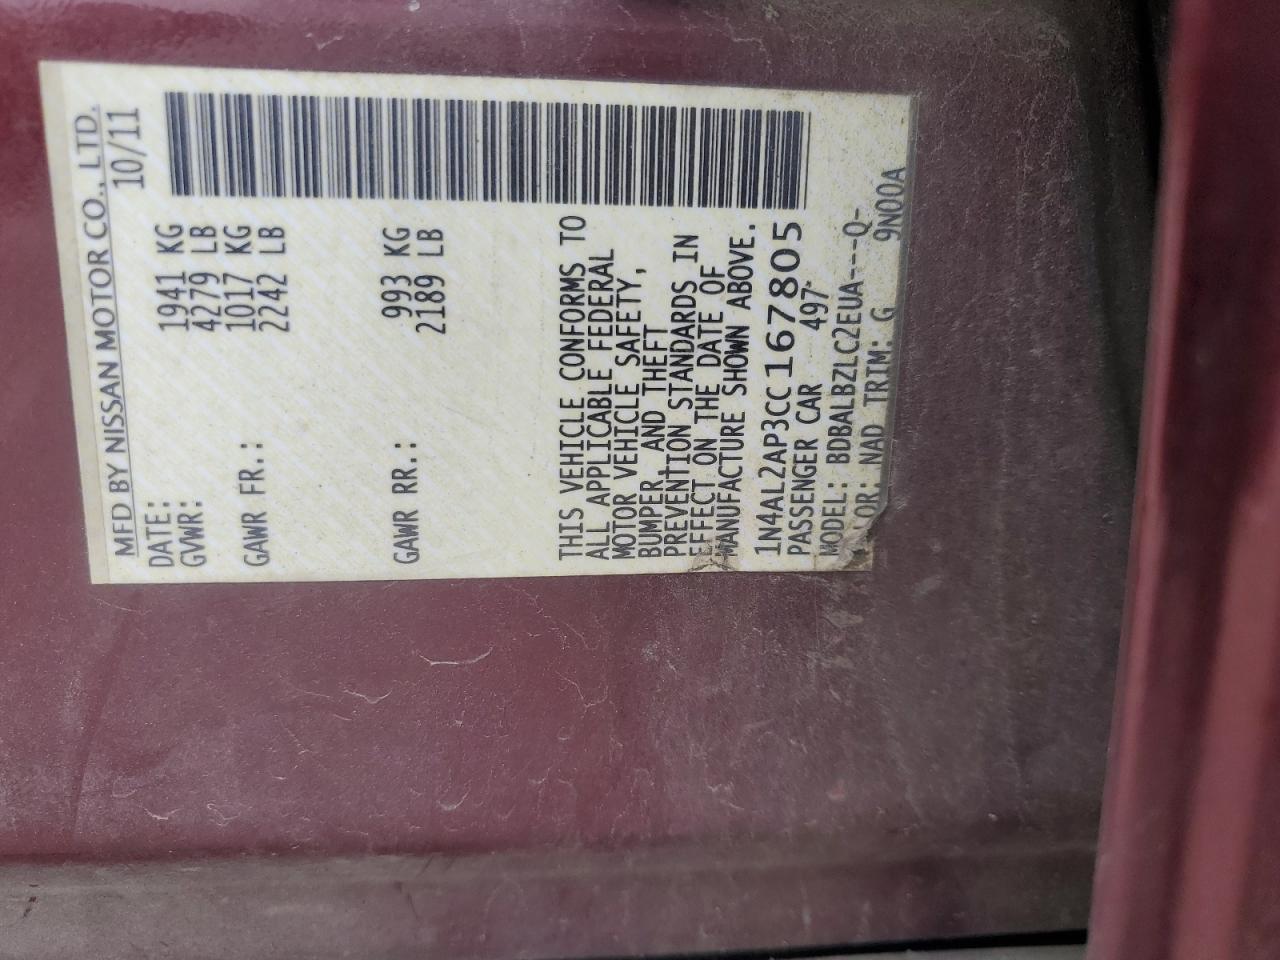 MFD BY NISSAN MOTOR CO., LTD.
DATE: 10/11
GVWR: 1941 KG
4279 LB
GAWR FR.: 1017 KG
2242 LB
GAWR RR.: 993 KG
2189 LB
THIS VEHICLE CONFORMS TO
ALL APPLICABLE FEDERAL
MOTOR VEHICLE SAFETY,
BUMPER, AND THEFT
PREVENTION STANDARDS IN
EFFECT ON THE DATE OF
MANUFACTURE SHOWN ABOVE.
1N4AL2AP3CC167805
PASSENGER CAR 497
MODEL: BDBALBZLC2EUA---Q-
LOR: NAD TRIM: G 9N00A